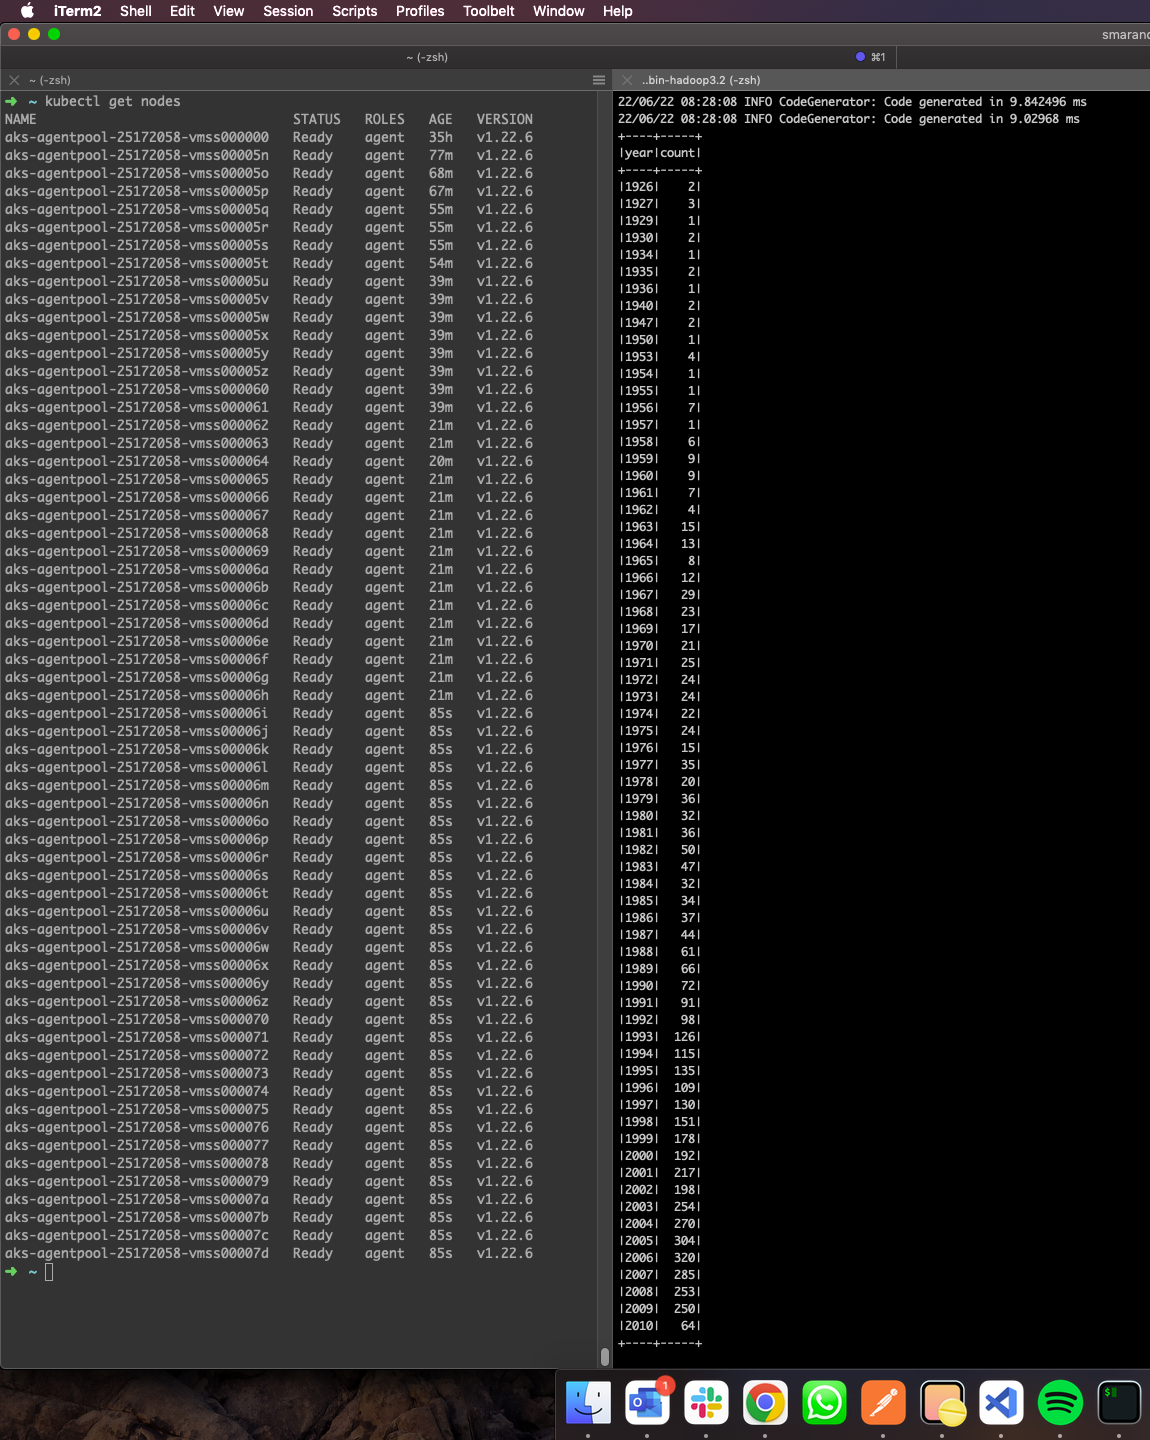 iTerm2 Shell Edit View Session Scripts Profiles Toolbelt Window Help
smaranc
~ (-zsh) ⌘1
~ (-zsh)
➜ ~ kubectl get nodes
NAME STATUS ROLES AGE VERSION
aks-agentpool-25172058-vmss000000 Ready agent 35h v1.22.6
aks-agentpool-25172058-vmss00005n Ready agent 77m v1.22.6
aks-agentpool-25172058-vmss00005o Ready agent 68m v1.22.6
aks-agentpool-25172058-vmss00005p Ready agent 67m v1.22.6
aks-agentpool-25172058-vmss00005q Ready agent 55m v1.22.6
aks-agentpool-25172058-vmss00005r Ready agent 55m v1.22.6
aks-agentpool-25172058-vmss00005s Ready agent 55m v1.22.6
aks-agentpool-25172058-vmss00005t Ready agent 54m v1.22.6
aks-agentpool-25172058-vmss00005u Ready agent 39m v1.22.6
aks-agentpool-25172058-vmss00005v Ready agent 39m v1.22.6
aks-agentpool-25172058-vmss00005w Ready agent 39m v1.22.6
aks-agentpool-25172058-vmss00005x Ready agent 39m v1.22.6
aks-agentpool-25172058-vmss00005y Ready agent 39m v1.22.6
aks-agentpool-25172058-vmss00005z Ready agent 39m v1.22.6
aks-agentpool-25172058-vmss000060 Ready agent 39m v1.22.6
aks-agentpool-25172058-vmss000061 Ready agent 39m v1.22.6
aks-agentpool-25172058-vmss000062 Ready agent 21m v1.22.6
aks-agentpool-25172058-vmss000063 Ready agent 21m v1.22.6
aks-agentpool-25172058-vmss000064 Ready agent 20m v1.22.6
aks-agentpool-25172058-vmss000065 Ready agent 21m v1.22.6
aks-agentpool-25172058-vmss000066 Ready agent 21m v1.22.6
aks-agentpool-25172058-vmss000067 Ready agent 21m v1.22.6
aks-agentpool-25172058-vmss000068 Ready agent 21m v1.22.6
aks-agentpool-25172058-vmss000069 Ready agent 21m v1.22.6
aks-agentpool-25172058-vmss00006a Ready agent 21m v1.22.6
aks-agentpool-25172058-vmss00006b Ready agent 21m v1.22.6
aks-agentpool-25172058-vmss00006c Ready agent 21m v1.22.6
aks-agentpool-25172058-vmss00006d Ready agent 21m v1.22.6
aks-agentpool-25172058-vmss00006e Ready agent 21m v1.22.6
aks-agentpool-25172058-vmss00006f Ready agent 21m v1.22.6
aks-agentpool-25172058-vmss00006g Ready agent 21m v1.22.6
aks-agentpool-25172058-vmss00006h Ready agent 21m v1.22.6
aks-agentpool-25172058-vmss00006i Ready agent 85s v1.22.6
aks-agentpool-25172058-vmss00006j Ready agent 85s v1.22.6
aks-agentpool-25172058-vmss00006k Ready agent 85s v1.22.6
aks-agentpool-25172058-vmss00006l Ready agent 85s v1.22.6
aks-agentpool-25172058-vmss00006m Ready agent 85s v1.22.6
aks-agentpool-25172058-vmss00006n Ready agent 85s v1.22.6
aks-agentpool-25172058-vmss00006o Ready agent 85s v1.22.6
aks-agentpool-25172058-vmss00006p Ready agent 85s v1.22.6
aks-agentpool-25172058-vmss00006r Ready agent 85s v1.22.6
aks-agentpool-25172058-vmss00006s Ready agent 85s v1.22.6
aks-agentpool-25172058-vmss00006t Ready agent 85s v1.22.6
aks-agentpool-25172058-vmss00006u Ready agent 85s v1.22.6
aks-agentpool-25172058-vmss00006v Ready agent 85s v1.22.6
aks-agentpool-25172058-vmss00006w Ready agent 85s v1.22.6
aks-agentpool-25172058-vmss00006x Ready agent 85s v1.22.6
aks-agentpool-25172058-vmss00006y Ready agent 85s v1.22.6
aks-agentpool-25172058-vmss00006z Ready agent 85s v1.22.6
aks-agentpool-25172058-vmss000070 Ready agent 85s v1.22.6
aks-agentpool-25172058-vmss000071 Ready agent 85s v1.22.6
aks-agentpool-25172058-vmss000072 Ready agent 85s v1.22.6
aks-agentpool-25172058-vmss000073 Ready agent 85s v1.22.6
aks-agentpool-25172058-vmss000074 Ready agent 85s v1.22.6
aks-agentpool-25172058-vmss000075 Ready agent 85s v1.22.6
aks-agentpool-25172058-vmss000076 Ready agent 85s v1.22.6
aks-agentpool-25172058-vmss000077 Ready agent 85s v1.22.6
aks-agentpool-25172058-vmss000078 Ready agent 85s v1.22.6
aks-agentpool-25172058-vmss000079 Ready agent 85s v1.22.6
aks-agentpool-25172058-vmss00007a Ready agent 85s v1.22.6
aks-agentpool-25172058-vmss00007b Ready agent 85s v1.22.6
aks-agentpool-25172058-vmss00007c Ready agent 85s v1.22.6
aks-agentpool-25172058-vmss00007d Ready agent 85s v1.22.6
➜ ~
..bin-hadoop3.2 (-zsh)
22/06/22 08:28:08 INFO CodeGenerator: Code generated in 9.842496 ms
22/06/22 08:28:08 INFO CodeGenerator: Code generated in 9.02968 ms
+----+-----+
|year|count|
+----+-----+
|1926| 2|
|1927| 3|
|1929| 1|
|1930| 2|
|1934| 1|
|1935| 2|
|1936| 1|
|1940| 2|
|1947| 2|
|1950| 1|
|1953| 4|
|1954| 1|
|1955| 1|
|1956| 7|
|1957| 1|
|1958| 6|
|1959| 9|
|1960| 9|
|1961| 7|
|1962| 4|
|1963| 15|
|1964| 13|
|1965| 8|
|1966| 12|
|1967| 29|
|1968| 23|
|1969| 17|
|1970| 21|
|1971| 25|
|1972| 24|
|1973| 24|
|1974| 22|
|1975| 24|
|1976| 15|
|1977| 35|
|1978| 20|
|1979| 36|
|1980| 32|
|1981| 36|
|1982| 50|
|1983| 47|
|1984| 32|
|1985| 34|
|1986| 37|
|1987| 44|
|1988| 61|
|1989| 66|
|1990| 72|
|1991| 91|
|1992| 98|
|1993| 126|
|1994| 115|
|1995| 135|
|1996| 109|
|1997| 130|
|1998| 151|
|1999| 178|
|2000| 192|
|2001| 217|
|2002| 198|
|2003| 254|
|2004| 270|
|2005| 304|
|2006| 320|
|2007| 285|
|2008| 253|
|2009| 250|
|2010| 64|
+----+-----+
1